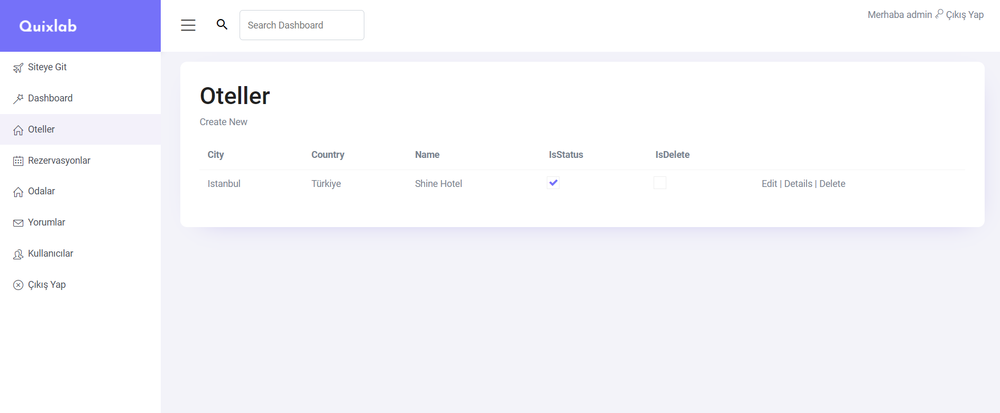 Quixlab
Search Dashboard
Merhaba admin Çıkış Yap
Siteye Git
Dashboard
Oteller
Rezervasyonlar
Odalar
Yorumlar
Kullanıcılar
Çıkış Yap
Oteller
Create New
City Country Name IsStatus IsDelete
Istanbul Türkiye Shine Hotel Edit | Details | Delete